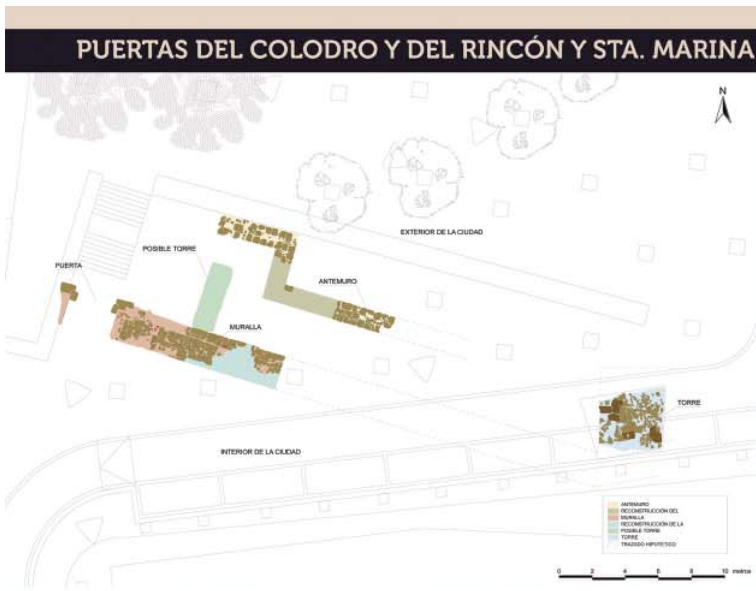 PUERTAS DEL COLODRO Y DEL RINCÓN Y STA. MARINA
N
EXTERIOR DE LA CIUDAD
POSIBLE TORRE
PUERTA
ANTEMURO
MURALLA
TORRE
INTERIOR DE LA CIUDAD
ANTEMURO
RECONSTRUCCIÓN DEL
MURALLA
RECONSTRUCCIÓN DE LA
POSIBLE TORRE
TORRE
TRAZADO HIPOTÉTICO
0 2 4 6 8 10 metros